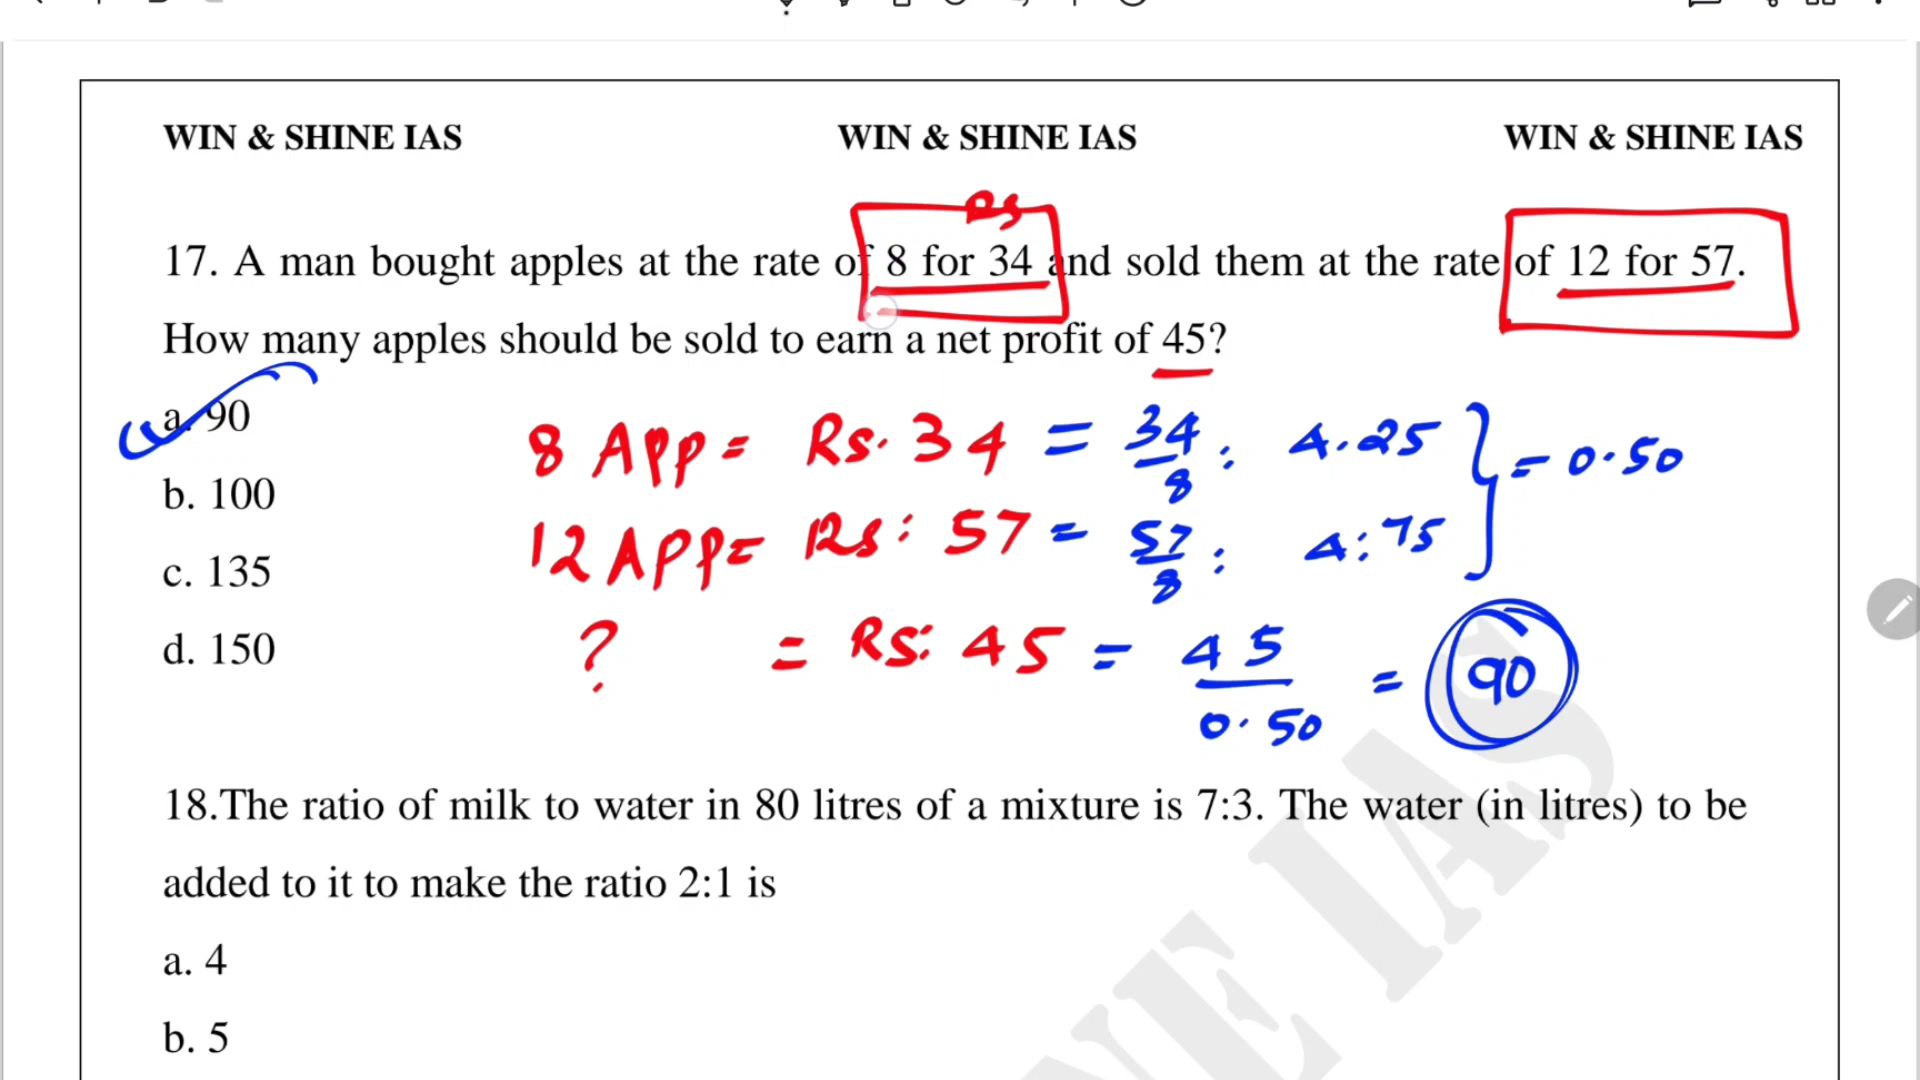 WIN & SHINE IAS WIN & SHINE IAS WIN & SHINE IAS
Rs
17. A man bought apples at the rate of 8 for 34 and sold them at the rate of 12 for 57.
How many apples should be sold to earn a net profit of 45?
a. 90
8 App = Rs. 34 = 34/8 : 4.25 } = 0.50
b. 100
12 App = Rs: 57 = 57/8 : 4:75
c. 135
? = Rs: 45 = 45/0.50 = 90
d. 150
18.The ratio of milk to water in 80 litres of a mixture is 7:3. The water (in litres) to be
added to it to make the ratio 2:1 is
a. 4
b. 5
NE IAS